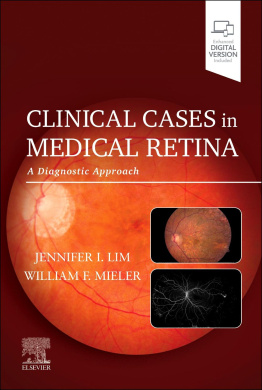 Enhanced
DIGITAL
VERSION
Included
CLINICAL CASES in
MEDICAL RETINA
A Diagnostic Approach
JENNIFER I. LIM
WILLIAM F. MIELER
ELSEVIER